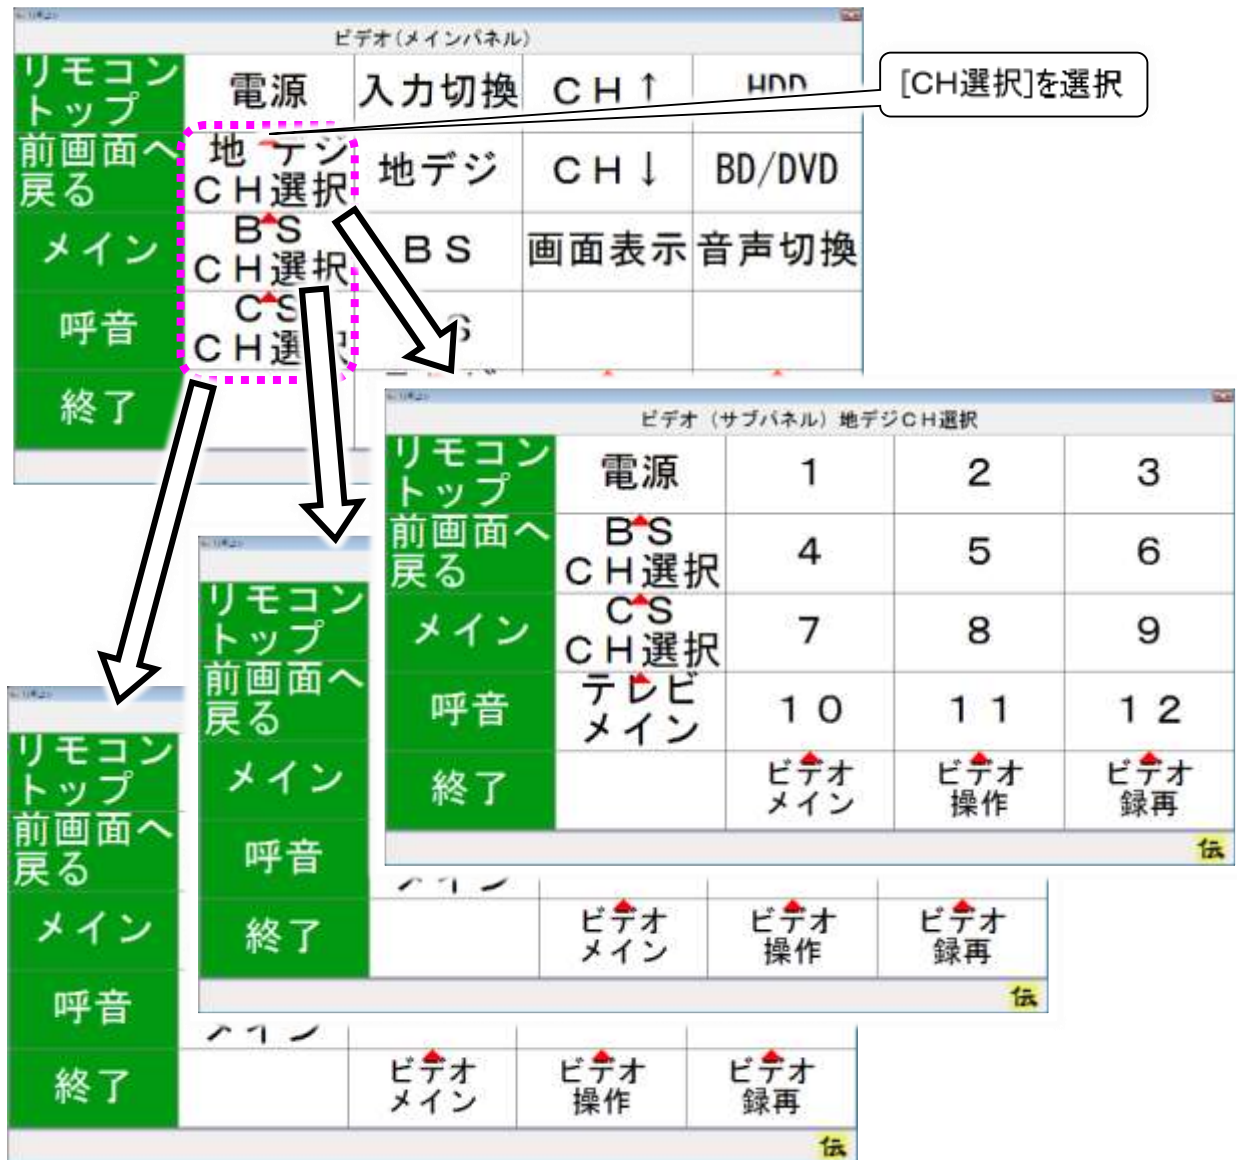 ビデオ(メインパネル)
リモコン
トップ
電源
入力切換
CH↑
HDD
[CH選択]を選択
前画面へ
戻る
地デジ
CH選択
地デジ
CH↓
BD/DVD
メイン
BS
CH選択
BS
画面表示
音声切換
呼音
CS
CH選択
S
終了
ビデオ (サブパネル) 地デジCH選択
リモコン
トップ
電源
1
2
3
前画面へ
戻る
BS
CH選択
4
5
6
メイン
CS
CH選択
7
8
9
呼音
テレビ
メイン
10
11
12
終了
ビデオ
メイン
ビデオ
操作
ビデオ
録再
伝
リモコン
トップ
前画面へ
戻る
メイン
呼音
メイン
終了
ビデオ
メイン
ビデオ
操作
ビデオ
録再
伝
リモコン
トップ
前画面へ
戻る
メイン
呼音
メイン
終了
ビデオ
メイン
ビデオ
操作
ビデオ
録再
伝